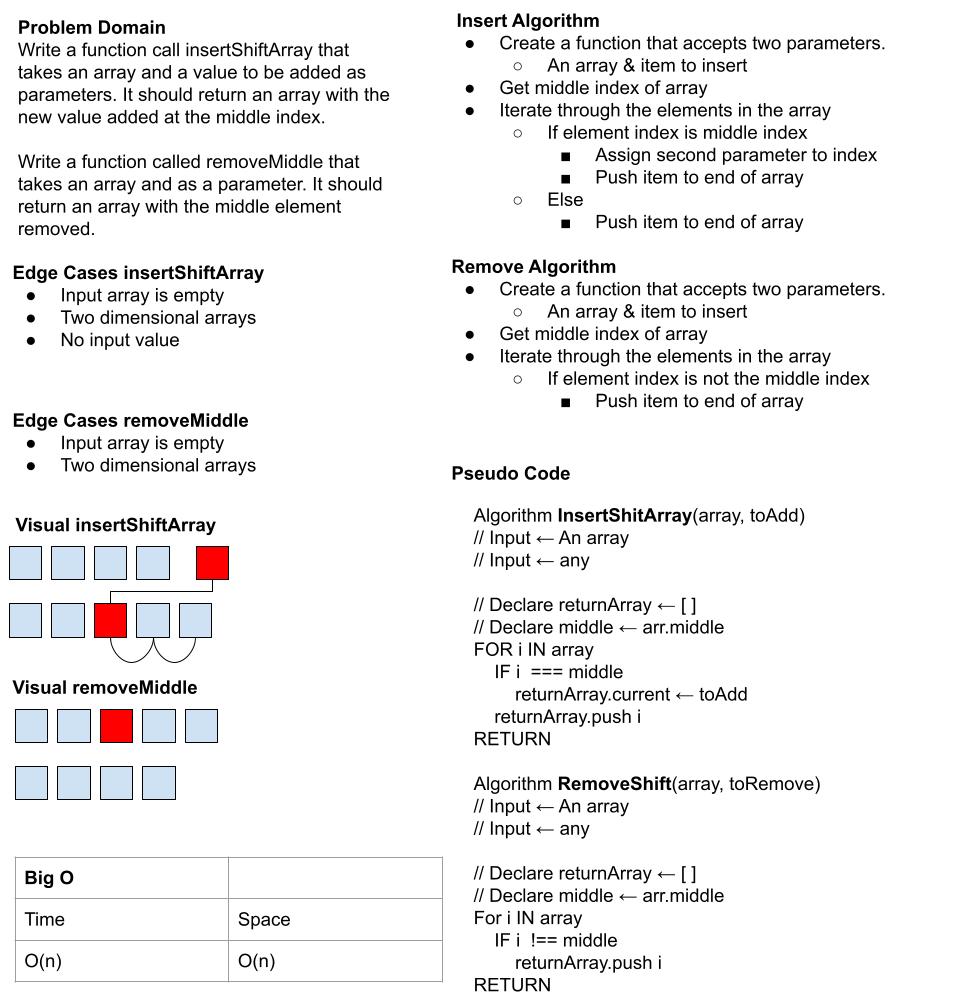 Problem Domain
Write a function call insertShiftArray that
takes an array and a value to be added as
parameters. It should return an array with the
new value added at the middle index.
Write a function called removeMiddle that
takes an array and as a parameter. It should
return an array with the middle element
removed.
Edge Cases insertShiftArray
● Input array is empty
● Two dimensional arrays
● No input value
Edge Cases removeMiddle
● Input array is empty
● Two dimensional arrays
Visual insertShiftArray
Visual removeMiddle
Big O
Time Space
O(n) O(n)
Insert Algorithm
● Create a function that accepts two parameters.
○ An array & item to insert
● Get middle index of array
● Iterate through the elements in the array
○ If element index is middle index
■ Assign second parameter to index
■ Push item to end of array
○ Else
■ Push item to end of array
Remove Algorithm
● Create a function that accepts two parameters.
○ An array & item to insert
● Get middle index of array
● Iterate through the elements in the array
○ If element index is not the middle index
■ Push item to end of array
Pseudo Code
Algorithm InsertShitArray(array, toAdd)
// Input ← An array
// Input ← any
// Declare returnArray ← [ ]
// Declare middle ← arr.middle
FOR i IN array
IF i === middle
returnArray.current ← toAdd
returnArray.push i
RETURN
Algorithm RemoveShift(array, toRemove)
// Input ← An array
// Input ← any
// Declare returnArray ← [ ]
// Declare middle ← arr.middle
For i IN array
IF i !== middle
returnArray.push i
RETURN